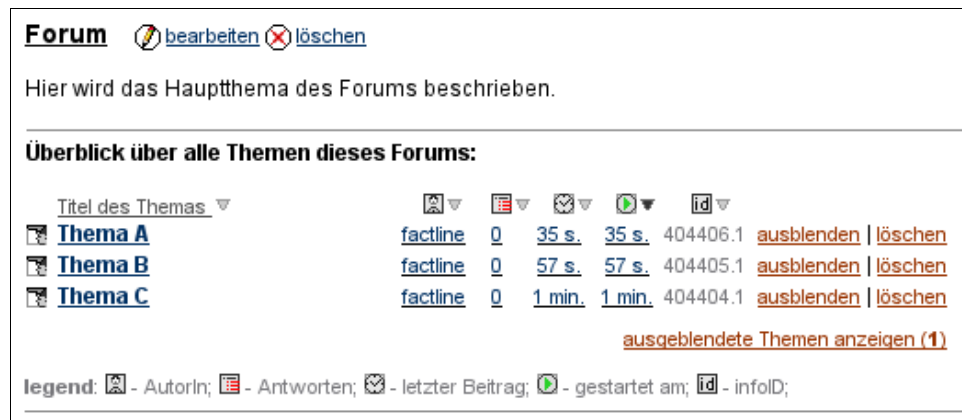 Forum bearbeiten löschen
Hier wird das Hauptthema des Forums beschrieben.
Überblick über alle Themen dieses Forums:
Titel des Themas id
Thema A factline 0 35 s. 35 s. 404406.1 ausblenden | löschen
Thema B factline 0 57 s. 57 s. 404405.1 ausblenden | löschen
Thema C factline 0 1 min. 1 min. 404404.1 ausblenden | löschen
ausgeblendete Themen anzeigen (1)
legend: - AutorIn; - Antworten; - letzter Beitrag; - gestartet am; id - infoID;